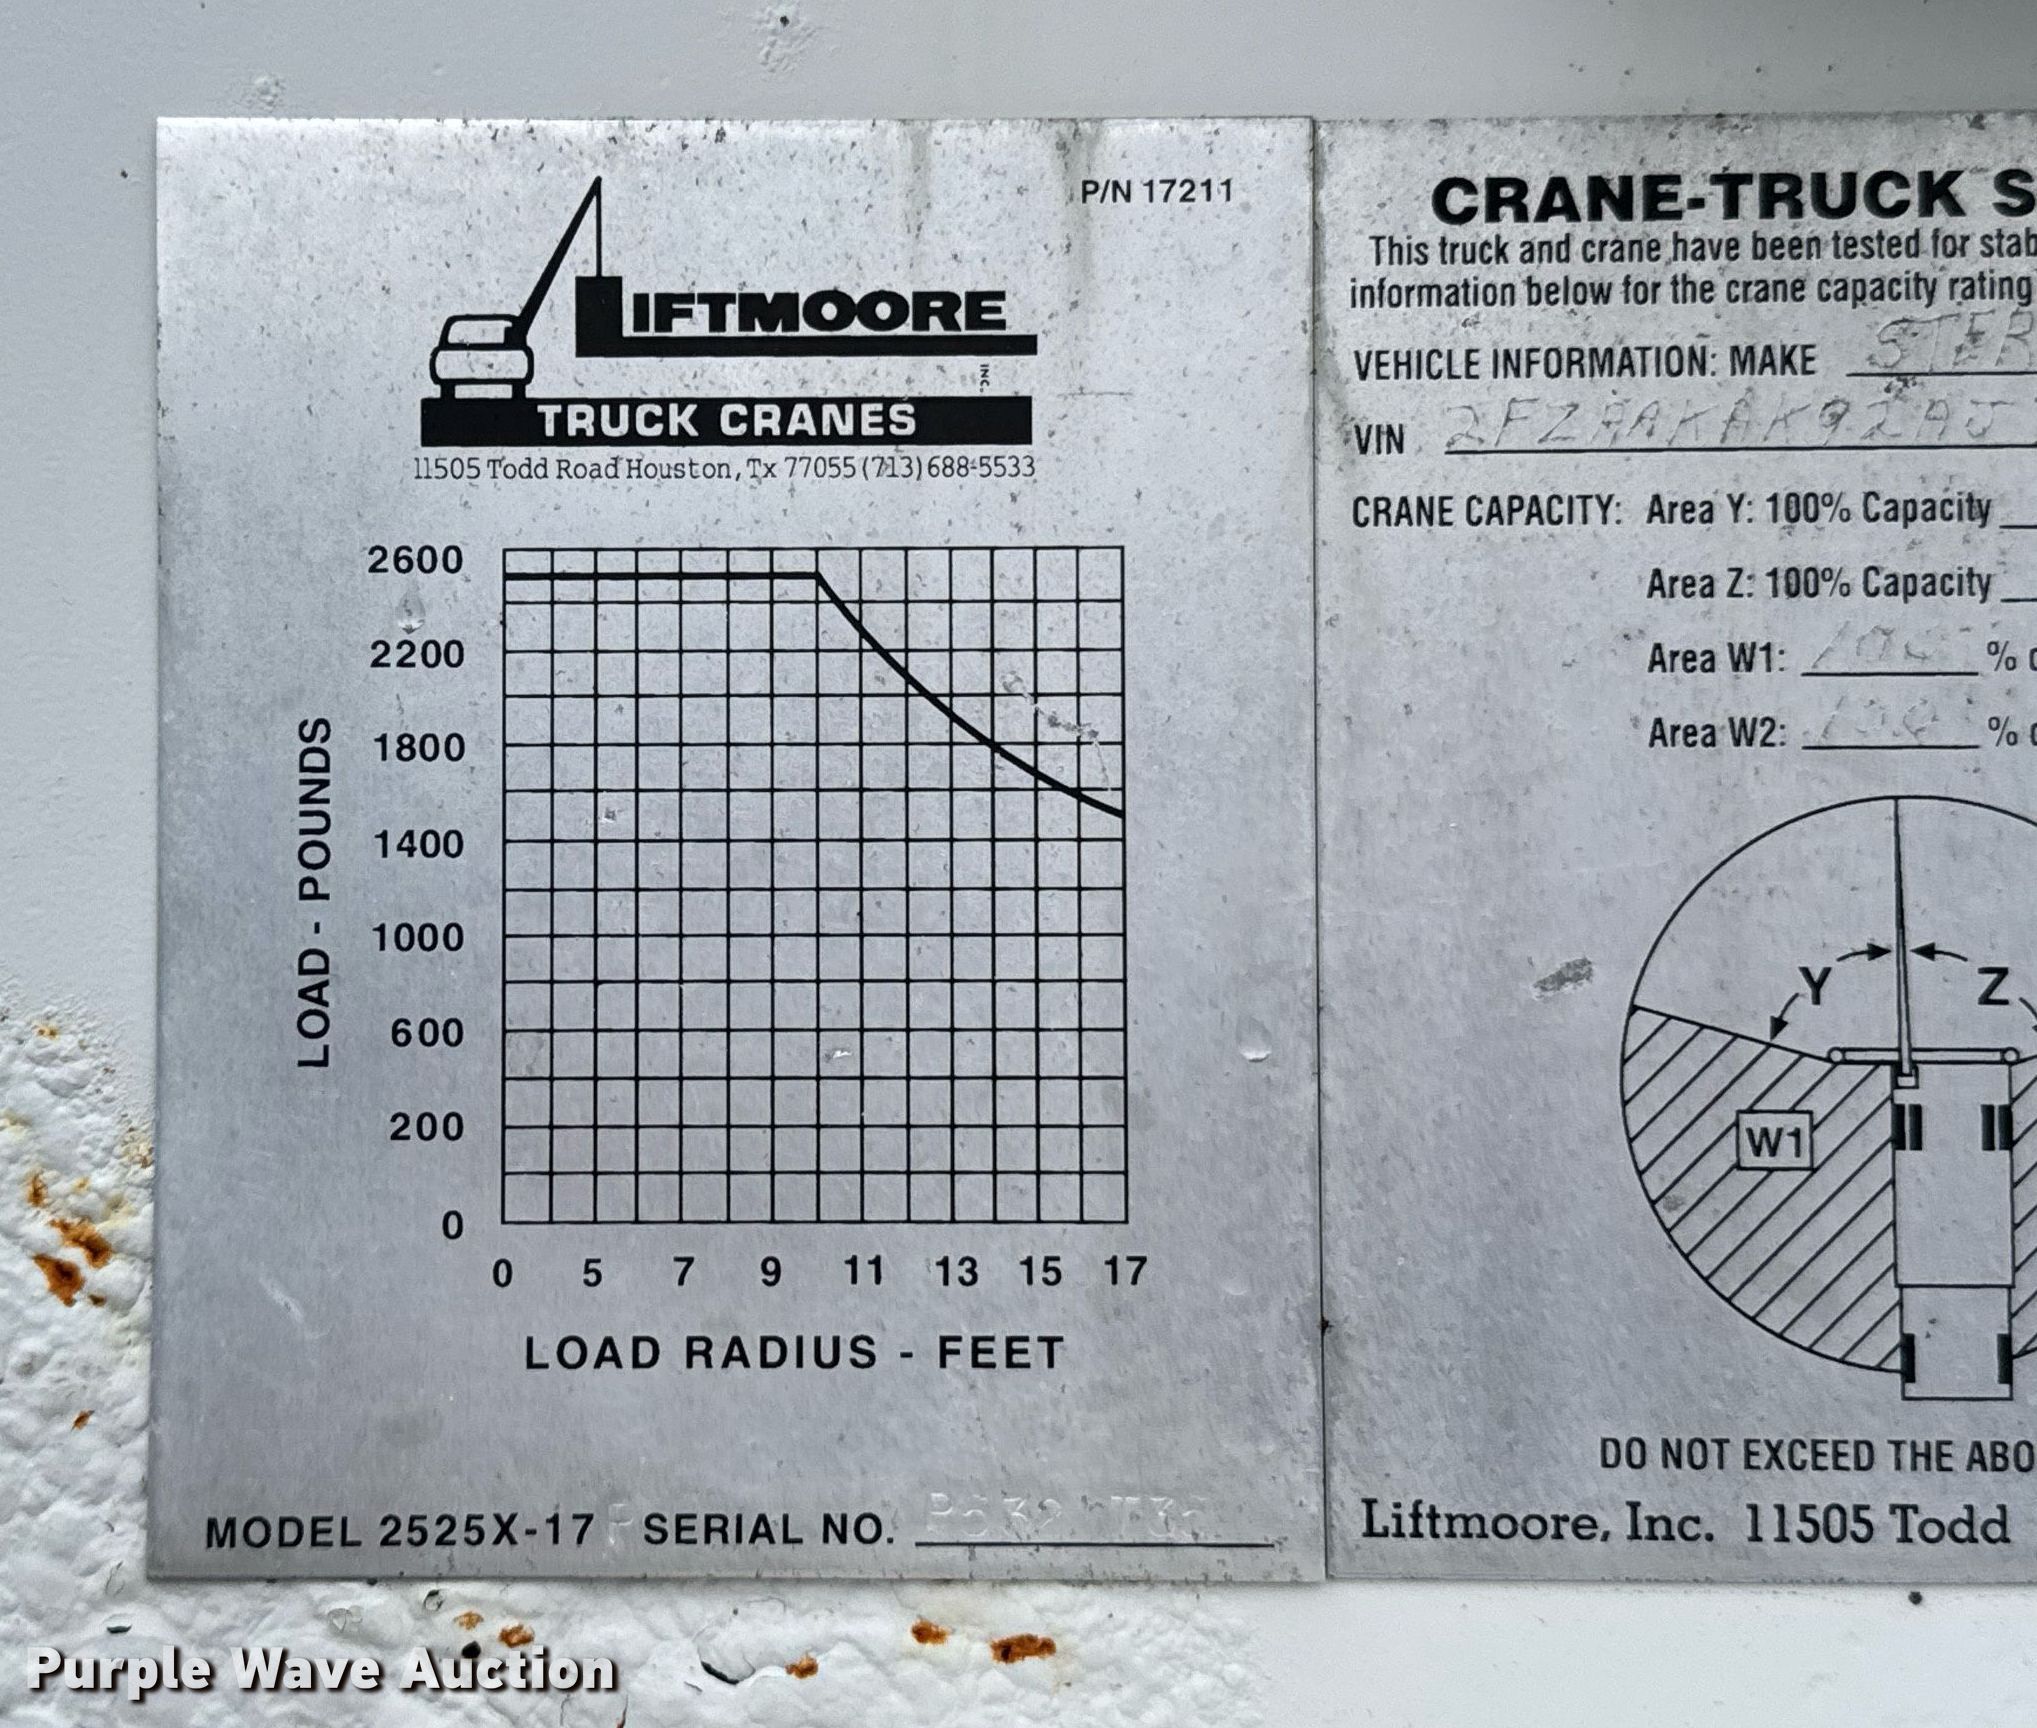 P/N 17211
LIFTMOORE
INC.
TRUCK CRANES
11505 Todd Road Houston, Tx 77055 (713) 688-5533
2600
2200
1800
1400
1000
600
200
0
LOAD - POUNDS
0 5 7 9 11 13 15 17
LOAD RADIUS - FEET
MODEL 2525X-17 SERIAL NO.
CRANE-TRUCK S
This truck and crane have been tested for stab
information below for the crane capacity rating
VEHICLE INFORMATION: MAKE STER
VIN 2FZAAKAK92AJ
CRANE CAPACITY: Area Y: 100% Capacity
Area Z: 100% Capacity
Area W1: 100 %
Area W2: 100 %
Y
Z
W1
DO NOT EXCEED THE ABO
Liftmoore, Inc. 11505 Todd
Purple Wave Auction